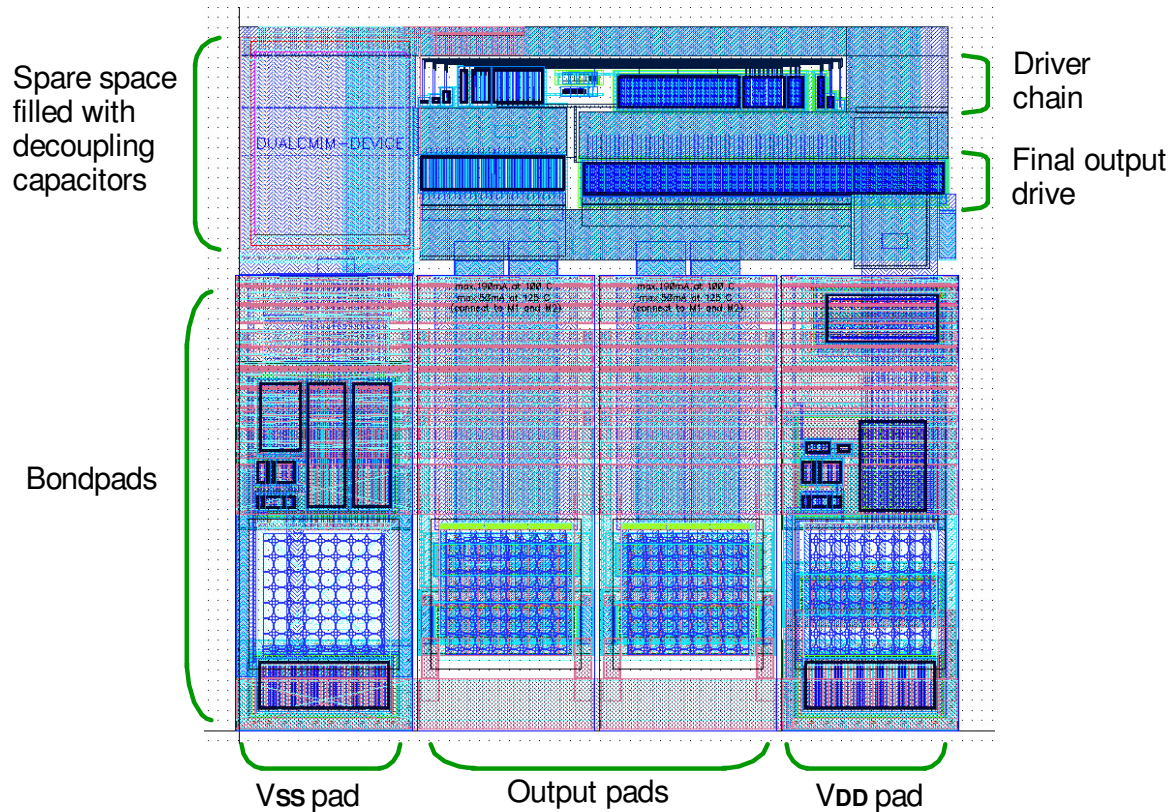 Spare space
filled with
decoupling
capacitors
Driver
chain
DUALCMIM-DEVICE
Final output
drive
max.190mA at 100 C
max.50mA at 125 C
(connect to M1 and M2)
max.190mA at 100 C
max.50mA at 125 C
(connect to M1 and M2)
Bondpads
VSS pad
Output pads
VDD pad